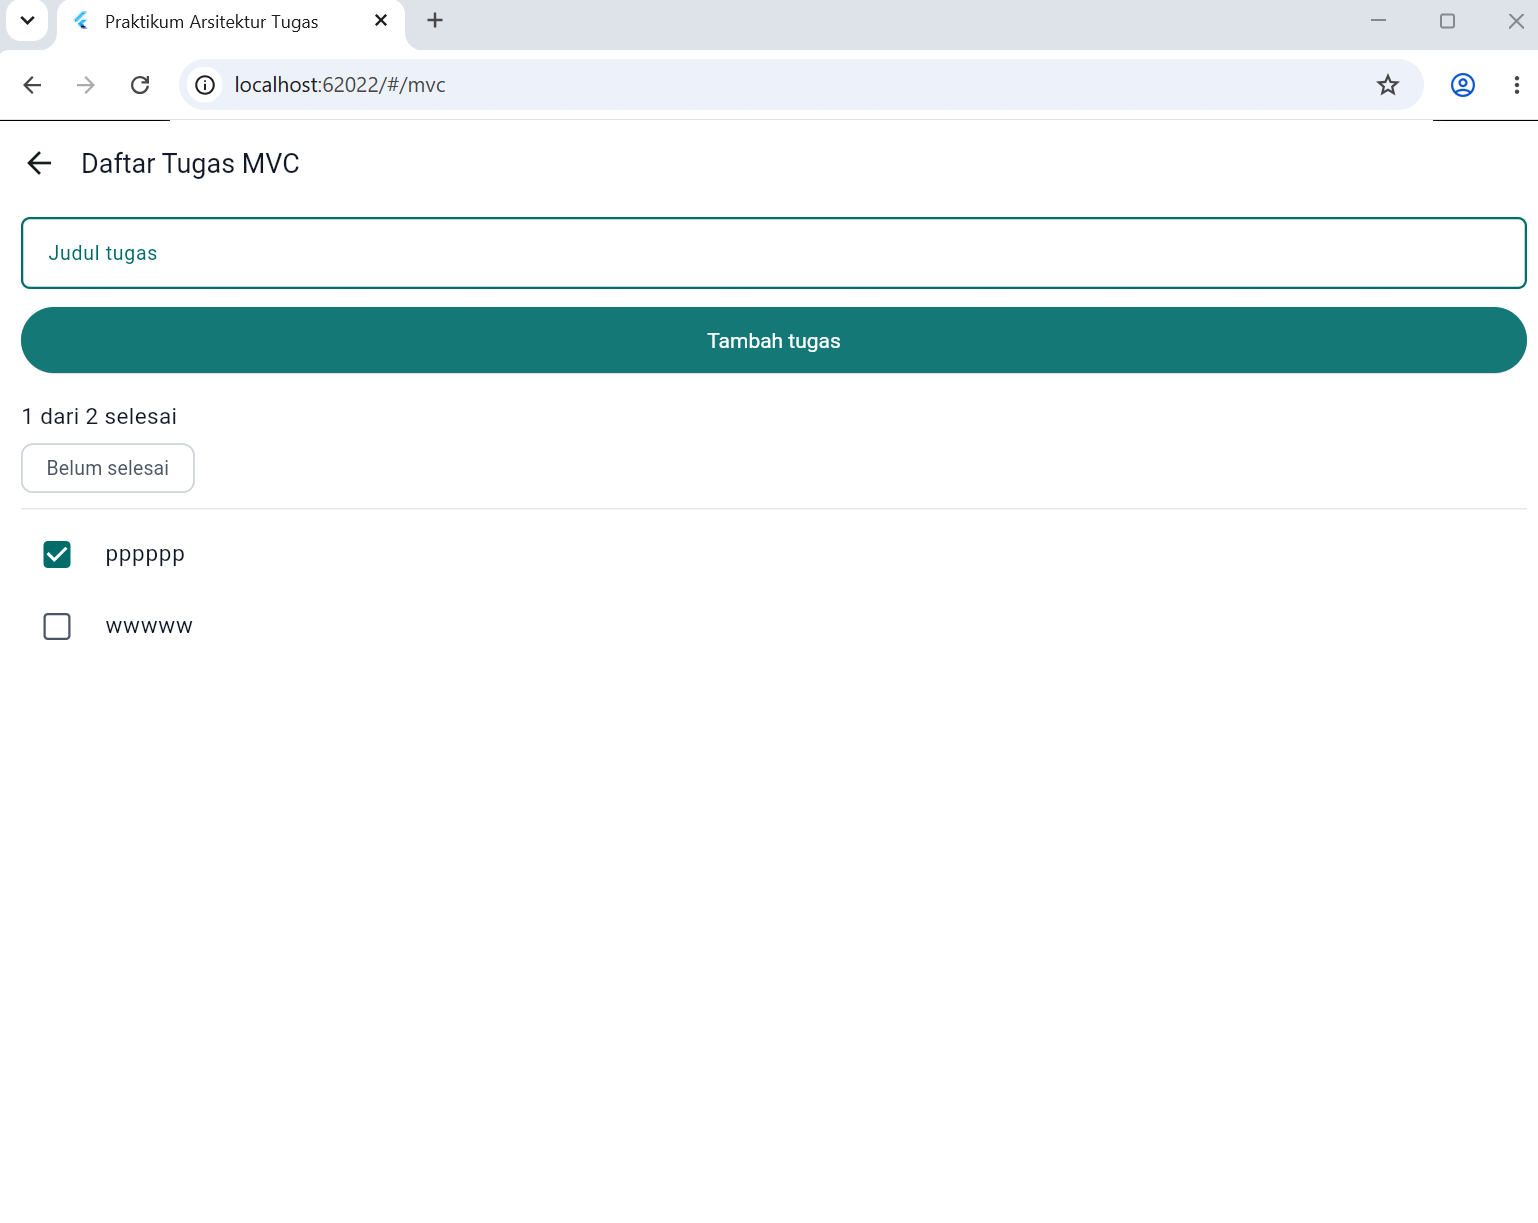 Praktikum Arsitektur Tugas
localhost:62022/#/mvc
Daftar Tugas MVC
Judul tugas
Tambah tugas
1 dari 2 selesai
Belum selesai
pppppp
wwwww